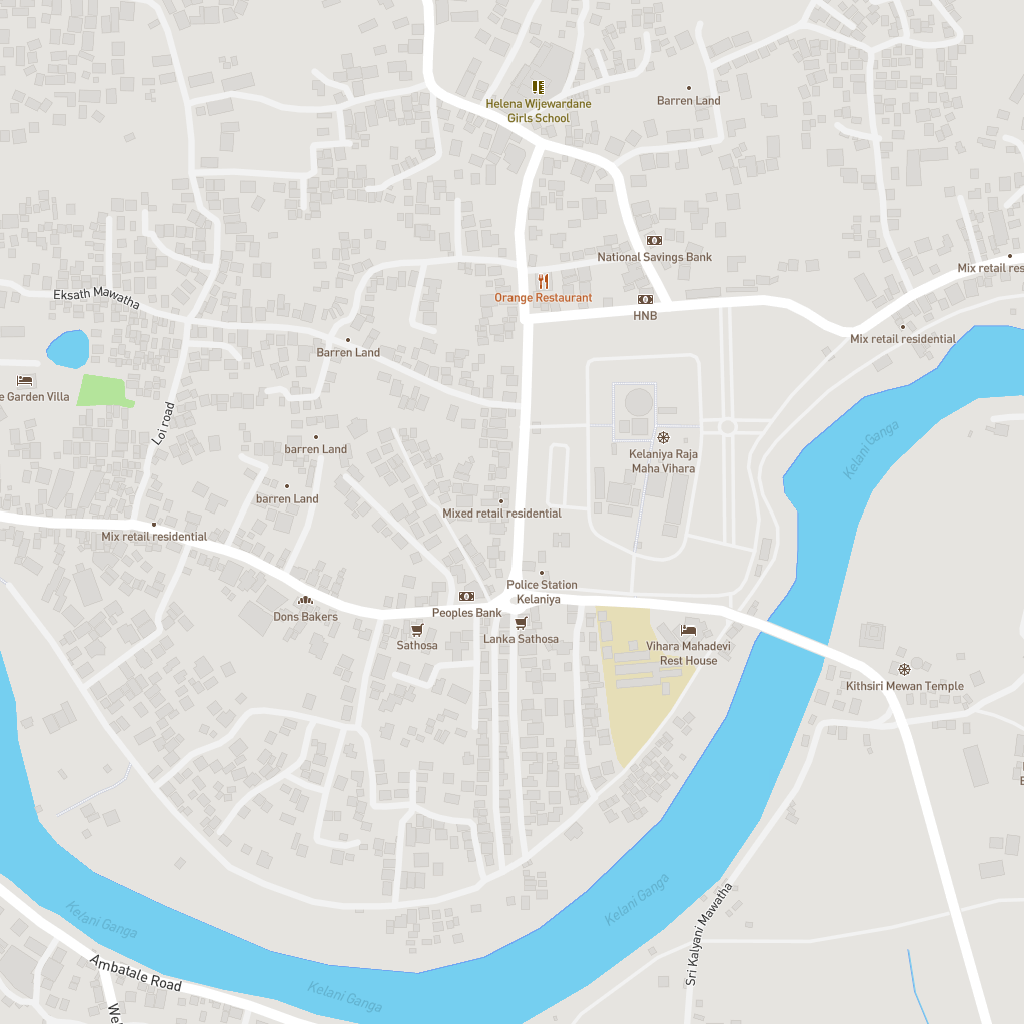 Helena Wijewardane
Girls School
Barren Land
National Savings Bank
Mix retail resi
Orange Restaurant
HNB
Eksath Mawatha
Barren Land
Mix retail residential
Garden Villa
Loi road
Kelani Ganga
barren Land
Kelaniya Raja
Maha Vihara
barren Land
Mixed retail residential
Mix retail residential
Police Station
Kelaniya
Peoples Bank
Dons Bakers
Sathosa
Lanka Sathosa
Vihara Mahadevi
Rest House
Kithsiri Mewan Temple
Kelani Ganga
Kelani Ganga
Sri Kalyani Mawatha
Ambatale Road
Kelani Ganga